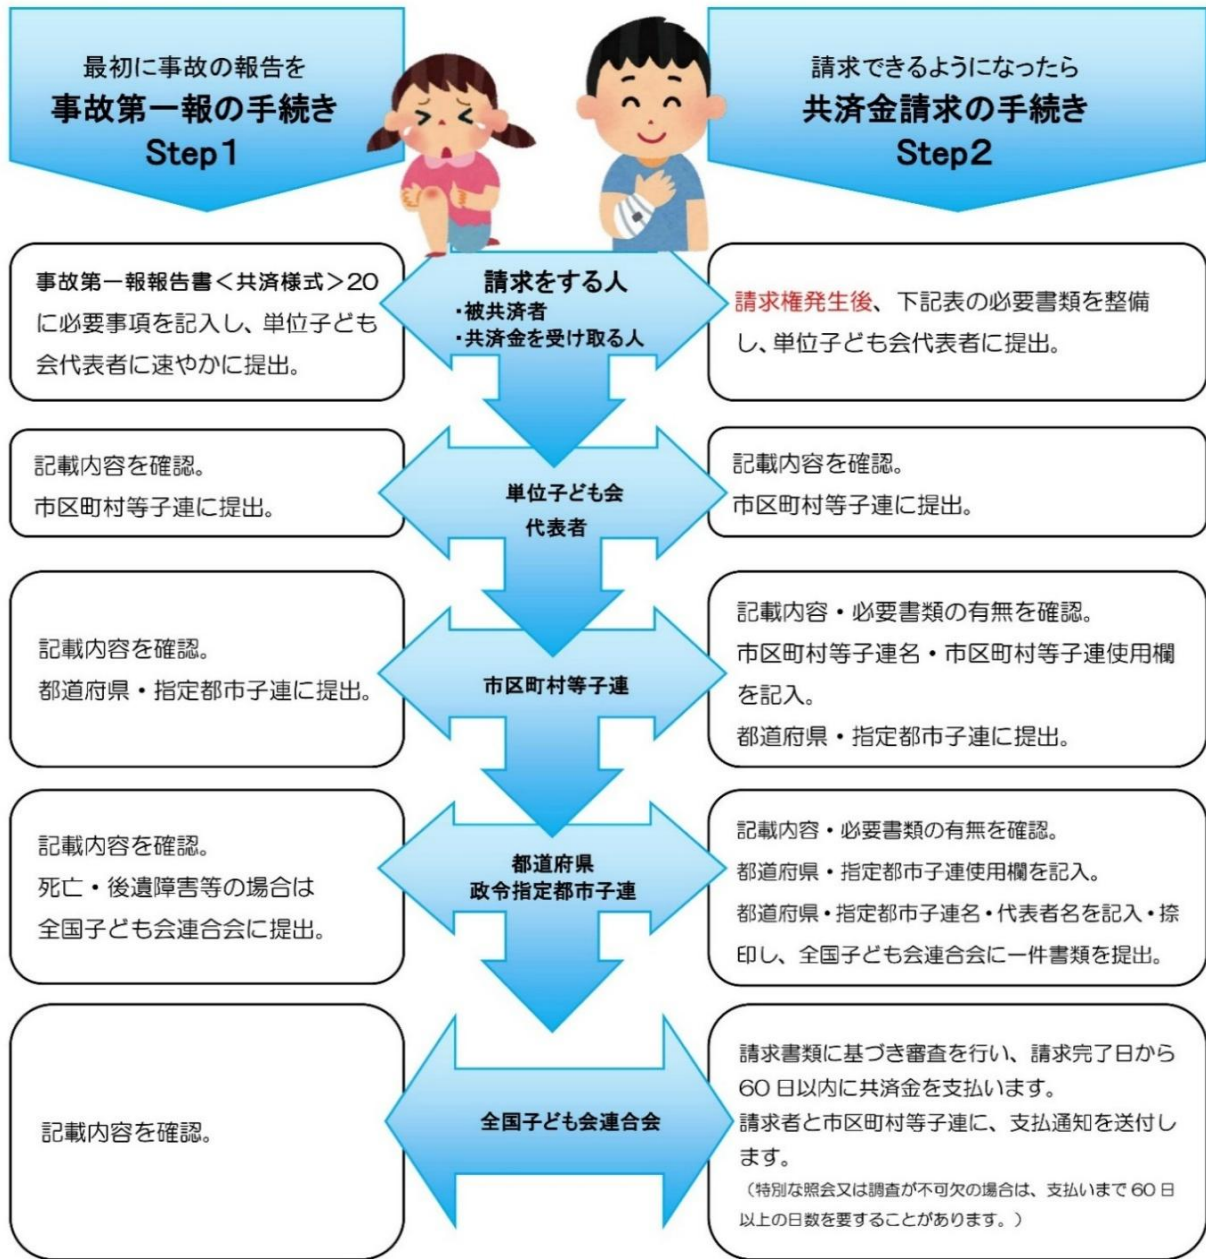 最初に事故の報告を
事故第一報の手続き
Step1
請求できるようになったら
共済金請求の手続き
Step2
事故第一報報告書<共済様式>20
に必要事項を記入し、単位子ども
会代表者に速やかに提出。
請求をする人
・被共済者
・共済金を受け取る人
請求権発生後、下記表の必要書類を整備
し、単位子ども会代表者に提出。
記載内容を確認。
市区町村等子連に提出。
単位子ども会
代表者
記載内容を確認。
市区町村等子連に提出。
記載内容を確認。
都道府県・指定都市子連に提出。
市区町村等子連
記載内容・必要書類の有無を確認。
市区町村等子連名・市区町村等子連使用欄
を記入。
都道府県・指定都市子連に提出。
記載内容を確認。
死亡・後遺障害等の場合は
全国子ども会連合会に提出。
都道府県
政令指定都市子連
記載内容・必要書類の有無を確認。
都道府県・指定都市子連使用欄を記入。
都道府県・指定都市子連名・代表者名を記入・捺
印し、全国子ども会連合会に一件書類を提出。
記載内容を確認。
全国子ども会連合会
請求書類に基づき審査を行い、請求完了日から
60日以内に共済金を支払います。
請求者と市区町村等子連に、支払通知を送付し
ます。
（特別な照会又は調査が不可欠の場合は、支払いまで60日
以上の日数を要することがあります。）